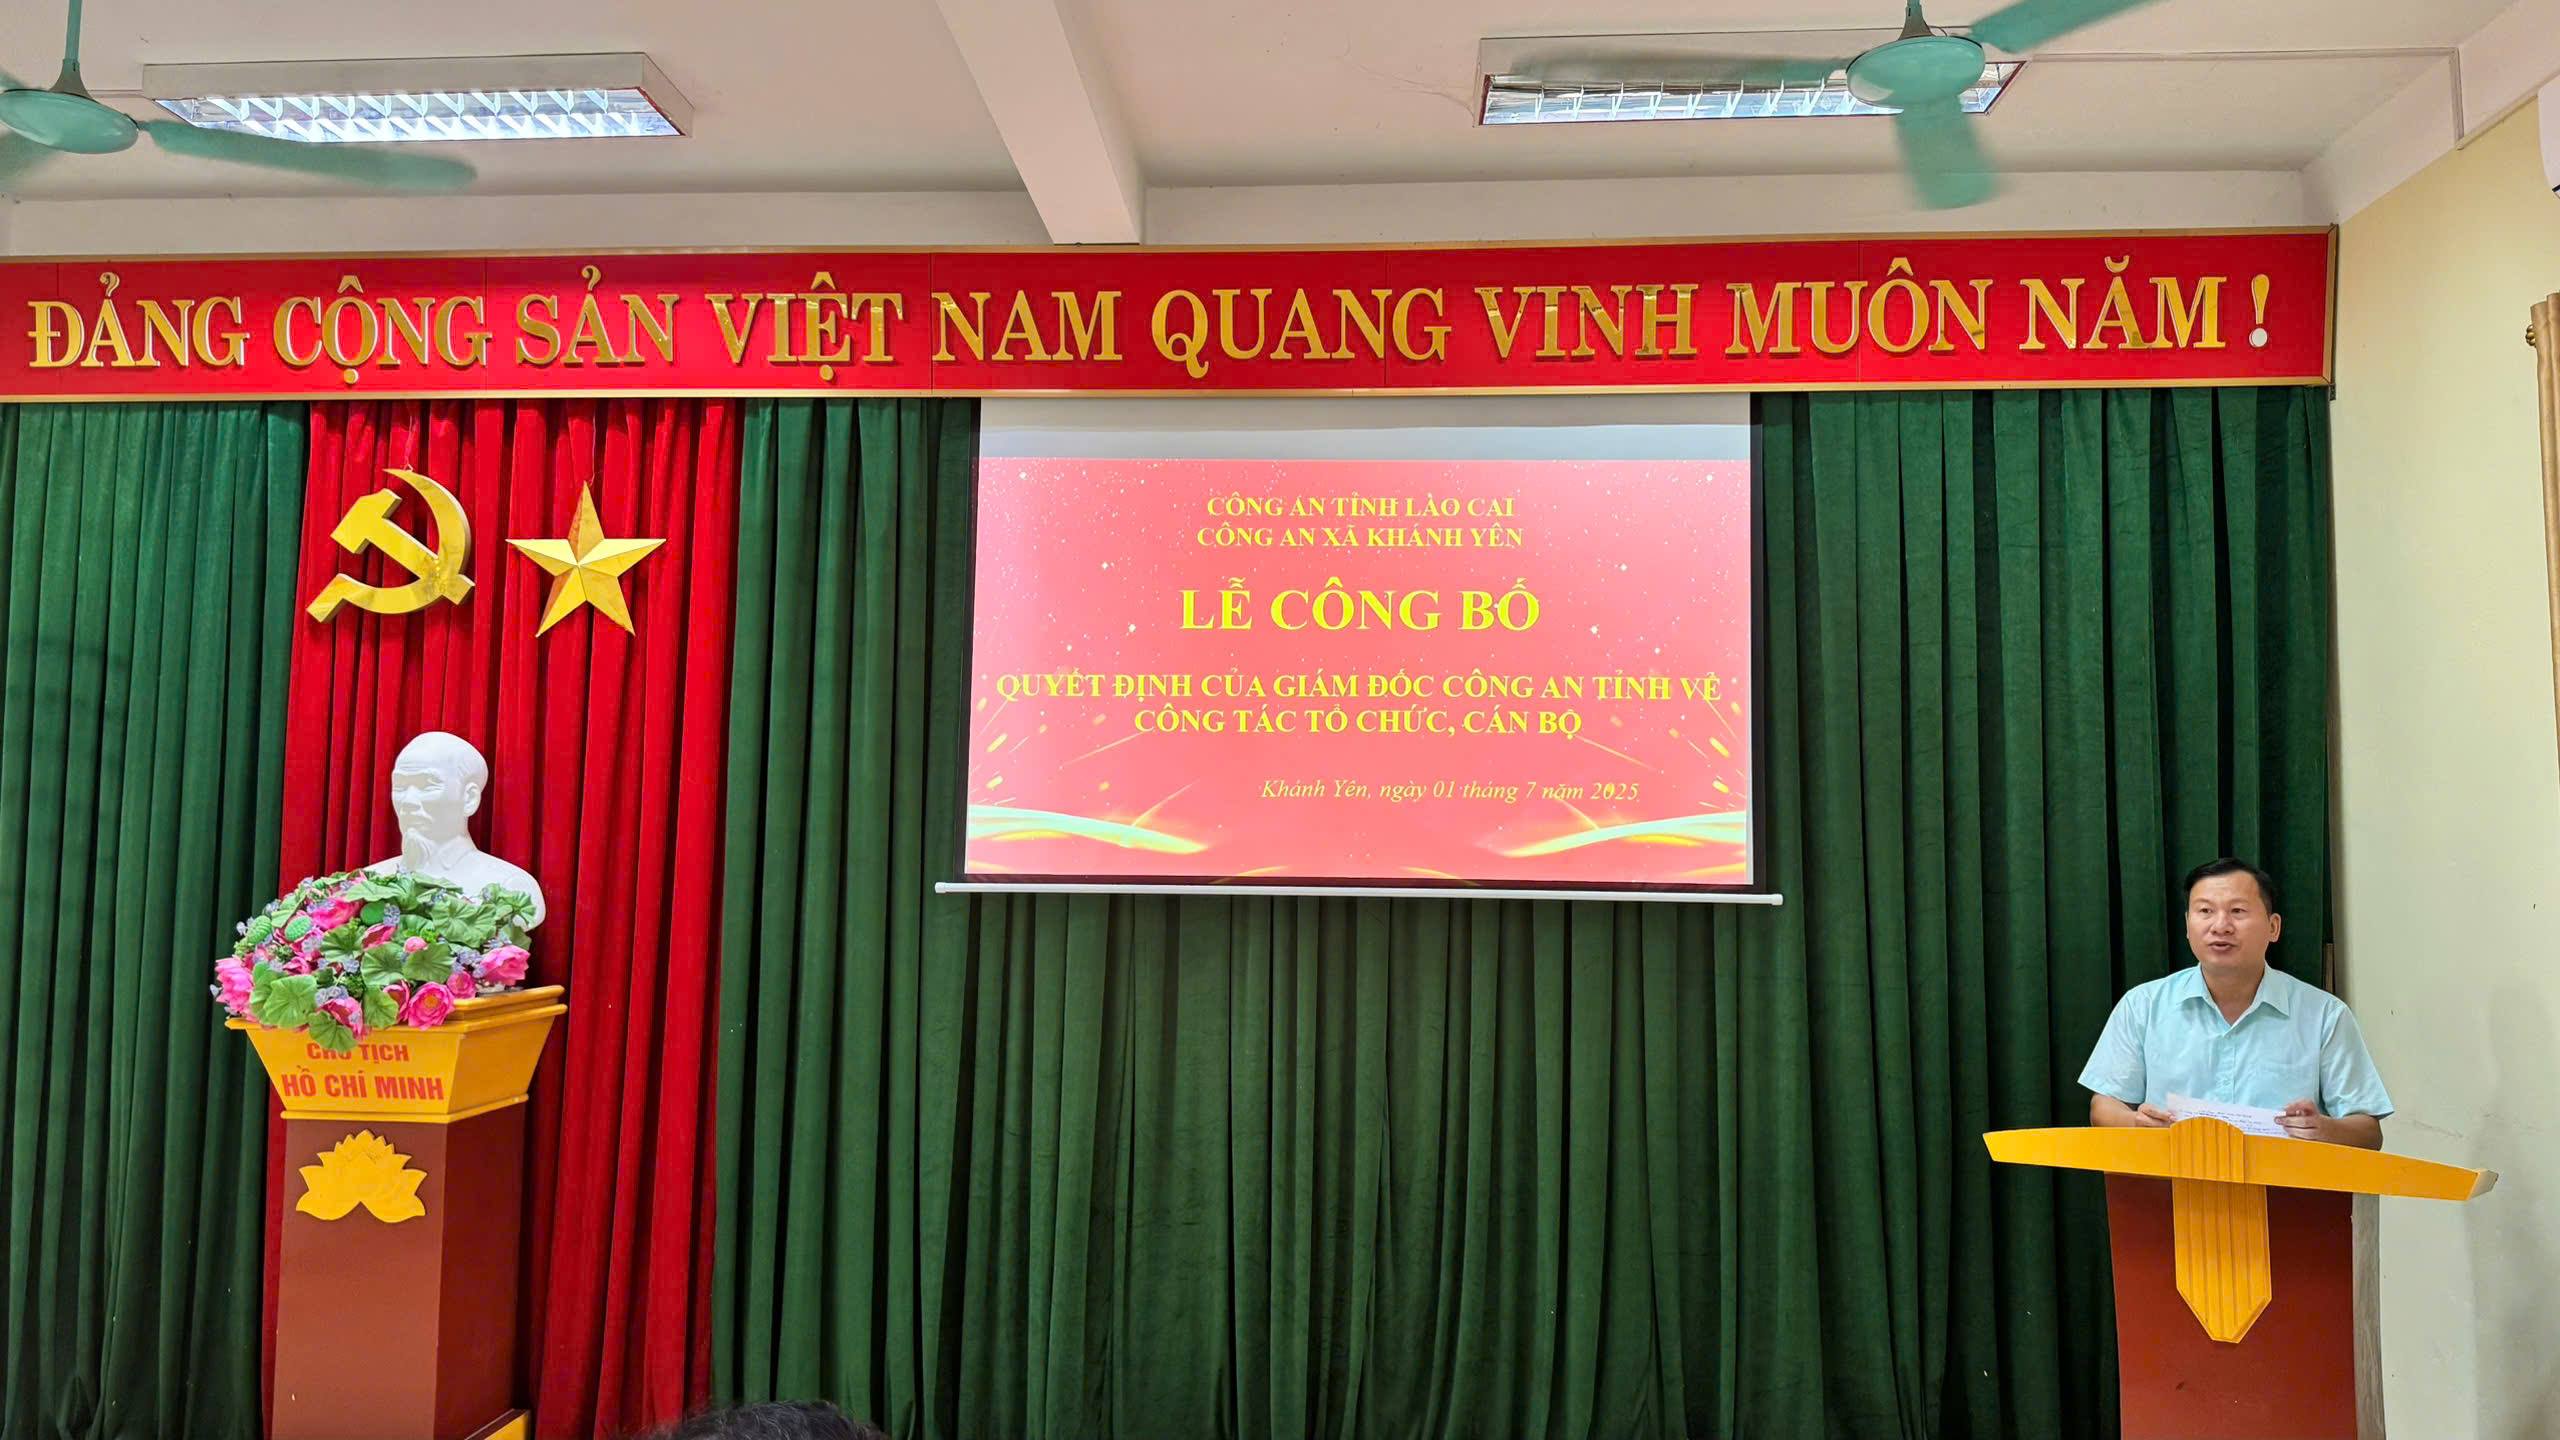 ĐẢNG CỘNG SẢN VIỆT NAM QUANG VINH MUÔN NĂM !
CÔNG AN TỈNH LÀO CAI
CÔNG AN XÃ KHÁNH YÊN
LỄ CÔNG BỐ
QUYẾT ĐỊNH CỦA GIÁM ĐỐC CÔNG AN TỈNH VỀ
CÔNG TÁC TỔ CHỨC, CÁN BỘ
Khánh Yên, ngày 01 tháng 7 năm 2025
CHỦ TỊCH
HỒ CHÍ MINH